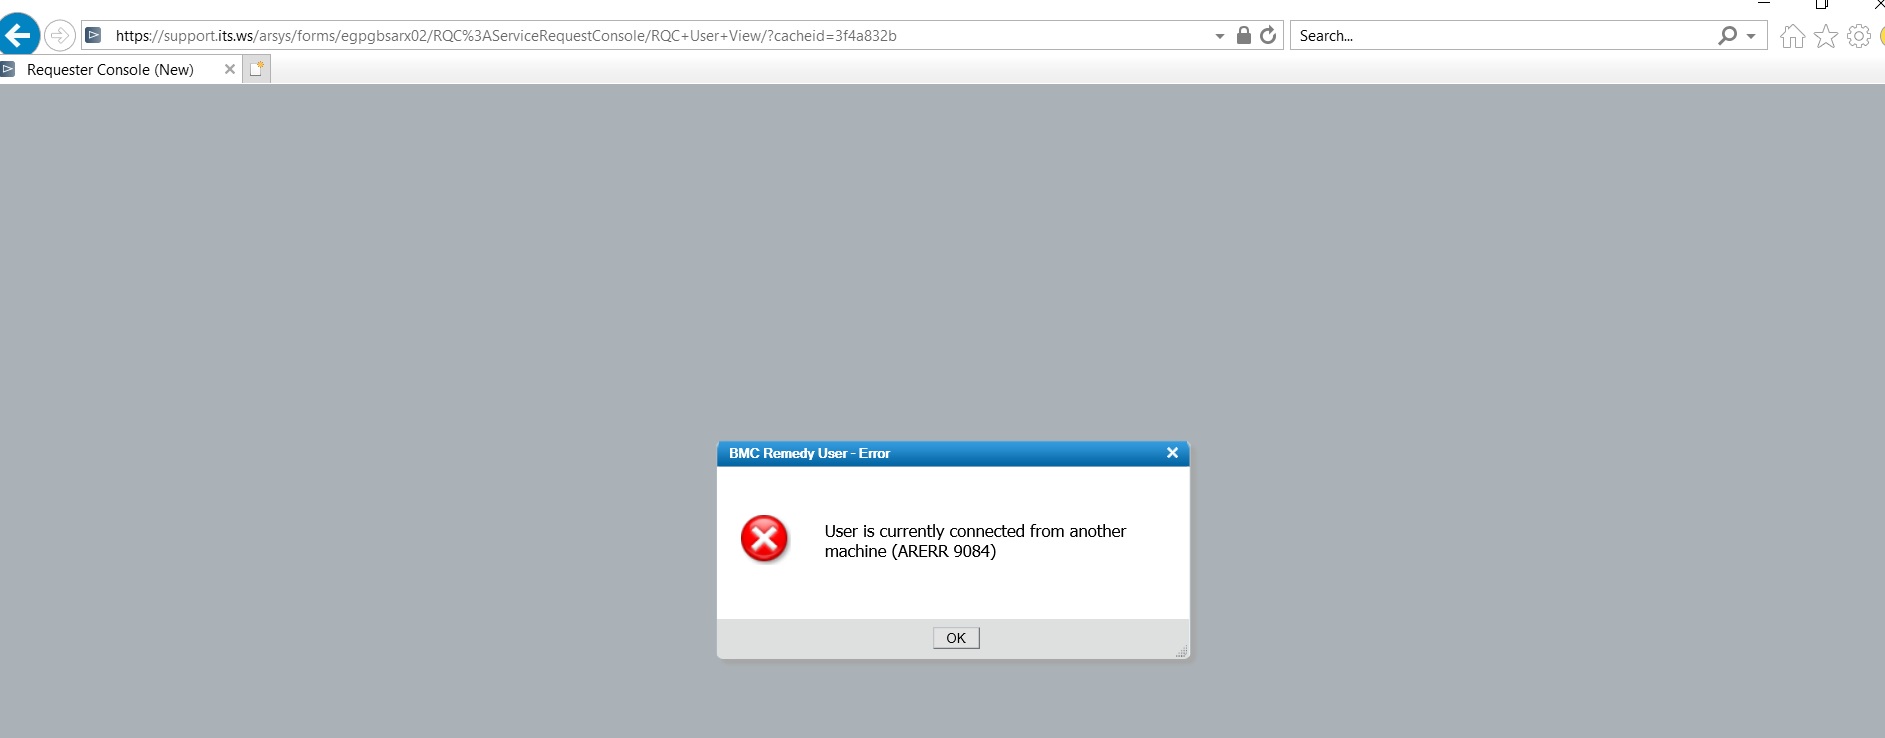 https://support.its.ws/arsys/forms/egpgbsarx02/RQC%3AServiceRequestConsole/RQC+User+View/?cacheid=3f4a832b
Search...
Requester Console (New)
BMC Remedy User - Error
User is currently connected from another
machine (ARERR 9084)
OK